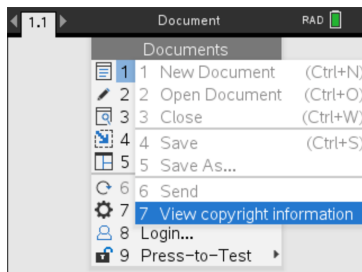 1.1 Document RAD
Documents
1 1 New Document (Ctrl+N)
2 2 Open Document (Ctrl+O)
3 3 Close (Ctrl+W)
4 4 Save (Ctrl+S)
5 5 Save As...
6 6 Send
7 7 View copyright information
8 Login...
9 Press-to-Test